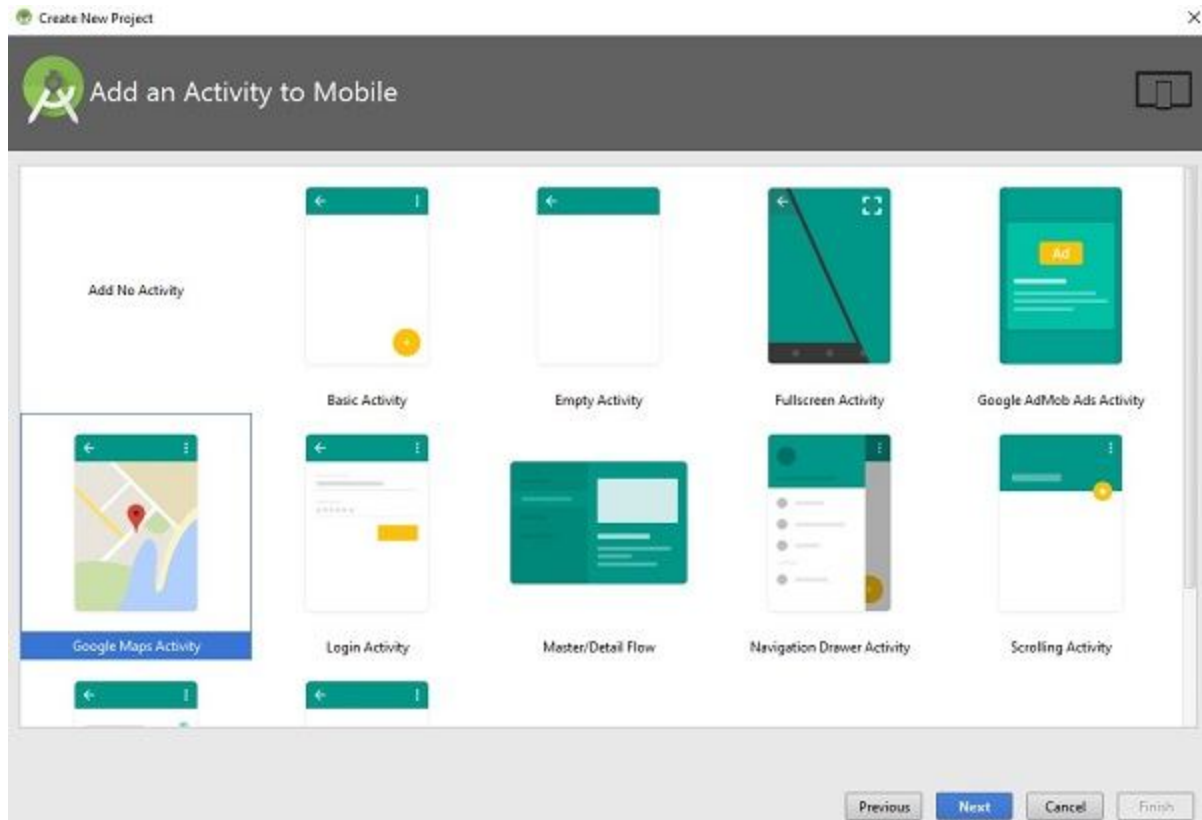 Create New Project
Add an Activity to Mobile
Add No Activity
Ad
Basic Activity
Empty Activity
Fullscreen Activity
Google AdMob Ads Activity
Google Maps Activity
Login Activity
Master/Detail Flow
Navigation Drawer Activity
Scrolling Activity
Previous
Next
Cancel
Finish